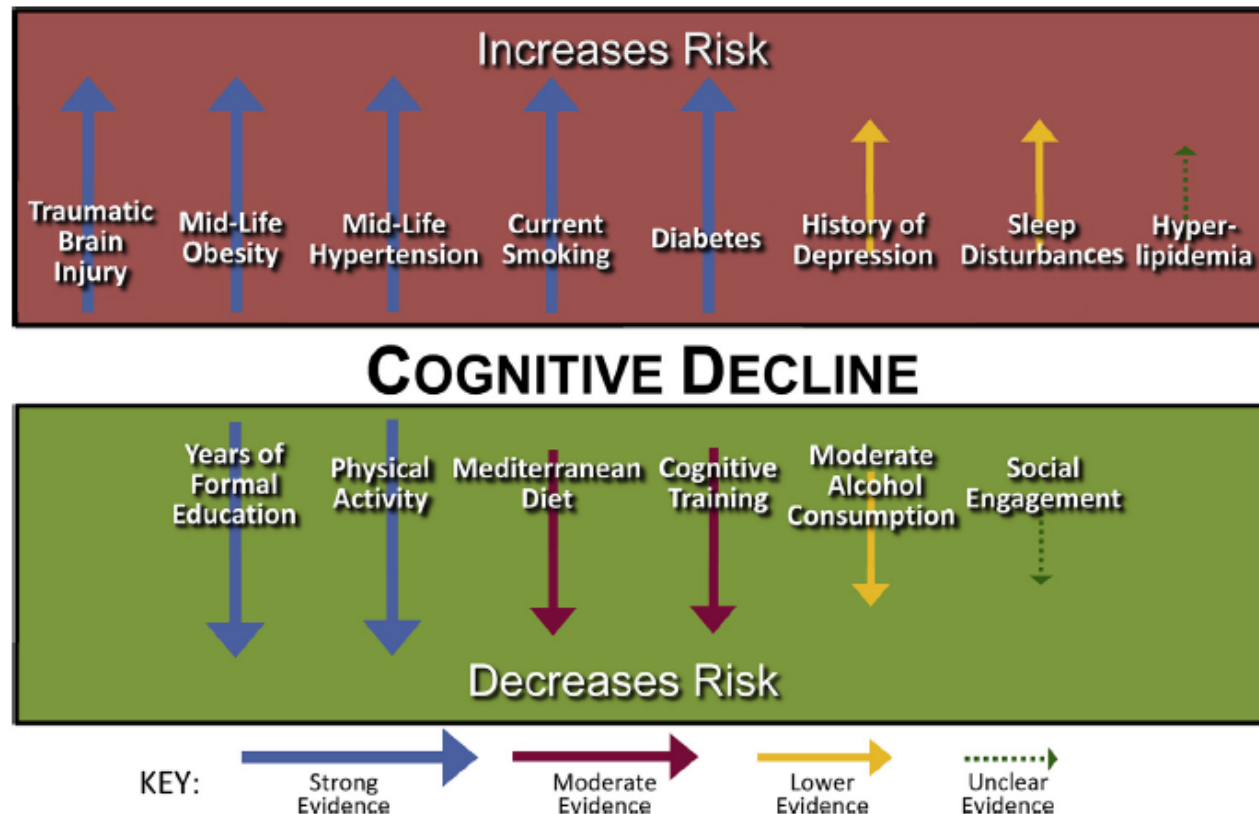 Increases Risk
Traumatic
Brain
Injury
Mid-Life
Obesity
Mid-Life
Hypertension
Current
Smoking
Diabetes
History of
Depression
Sleep
Disturbances
Hyper-
lipidemia
COGNITIVE DECLINE
Years of
Formal
Education
Physical
Activity
Mediterranean
Diet
Cognitive
Training
Moderate
Alcohol
Consumption
Social
Engagement
Decreases Risk
KEY:
Strong
Evidence
Moderate
Evidence
Lower
Evidence
Unclear
Evidence